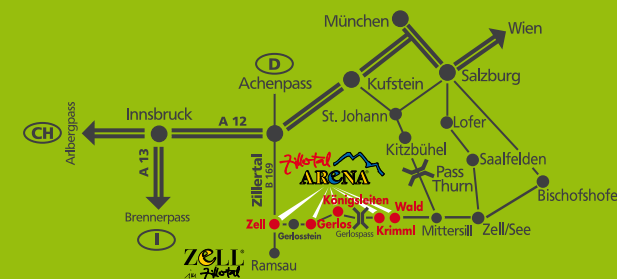 München
Wien
D
Achenpass
Kufstein
Salzburg
CH
Arlbergpass
Innsbruck
A 12
St. Johann
Lofer
A 13
Zillertal
B 169
Zillertal
ARENA
Kitzbühel
Pass
Thurn
Saalfelden
Bischofshofe
Brennerpass
I
Zell
Gerlosstein
Gerlos
Königsleiten
Gerlospass
Wald
Krimml
Mittersill
Zell/See
ZELL
im Zillertal
Ramsau